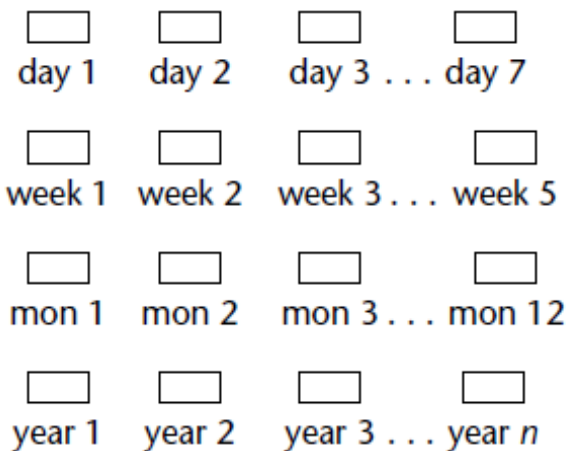 day 1 day 2 day 3 . . . day 7
week 1 week 2 week 3 . . . week 5
mon 1 mon 2 mon 3 . . . mon 12
year 1 year 2 year 3 . . . year n